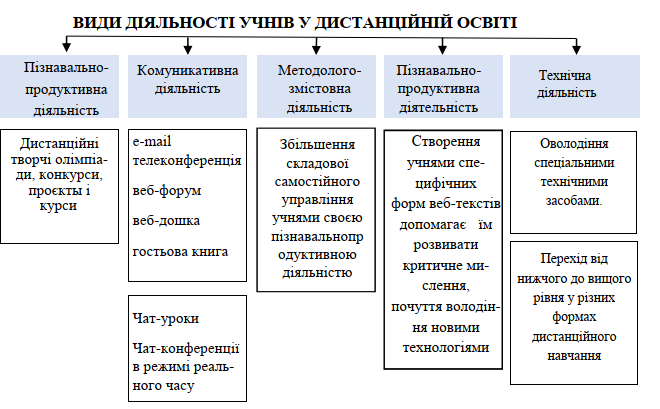 ВИДИ ДІЯЛЬНОСТІ УЧНІВ У ДИСТАНЦІЙНІЙ ОСВІТІ
Пізнавально-
продуктивна
діяльність
Комуникативна
діяльність
Методолого-
змістовна
діяльність
Пізнавально-
продуктивна
діятельність
Технічна
діяльність
Дистанційні
творчі олімпіа-
ди, конкурси,
проєкты і
курси
e-mail
телеконференція
веб-форум
веб-дошка
гостьова книга
Чат-уроки
Чат-конференції
в режимі реаль-
ного часу
Збільшення
складової
самостійного
управління
учнями своєю
пізнавальнопр
одуктивною
діяльністю
Створення
учнями спе-
цифічних
форм веб-текстів
допомагає їм
розвивати
критичне ми-
слення,
почуття володін-
ня новими
технологіями
Оволодіння
спеціальними
технічними
засобами.
Перехід від
нижчого до вищого
рівня у різних
формах
дистанційного
навчання